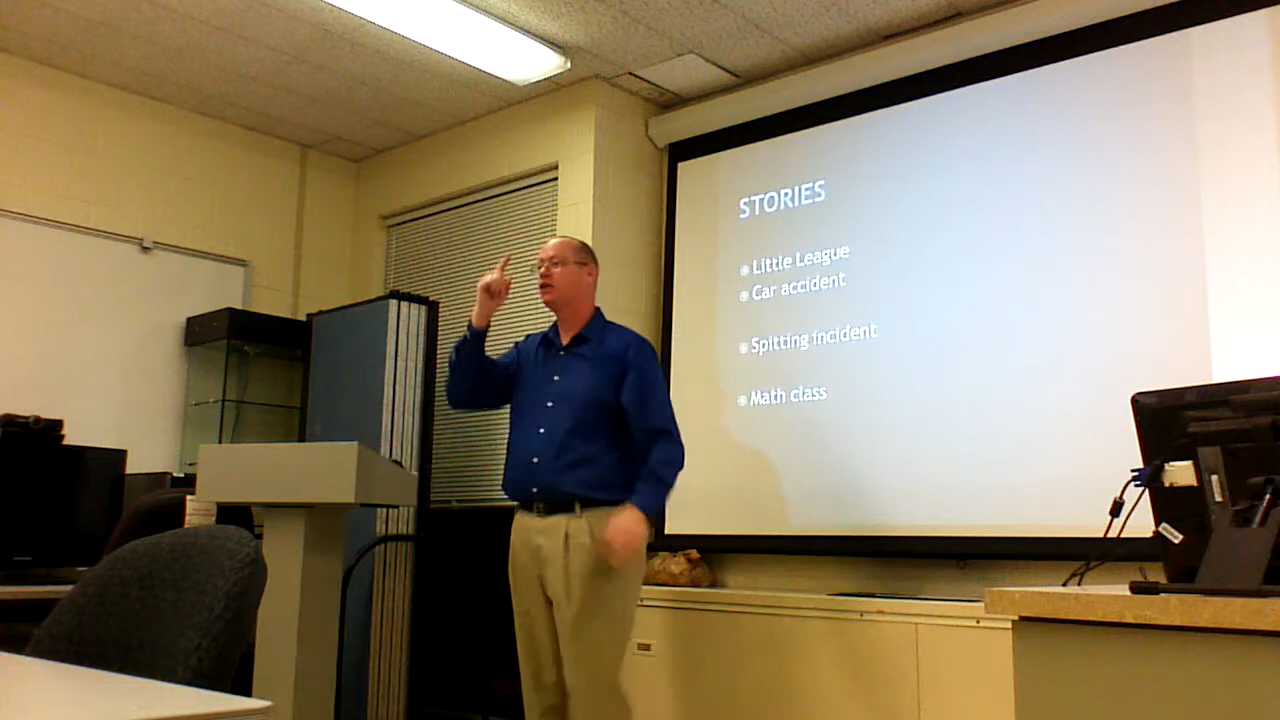 STORIES
Little League
Car accident
Spitting incident
Math class